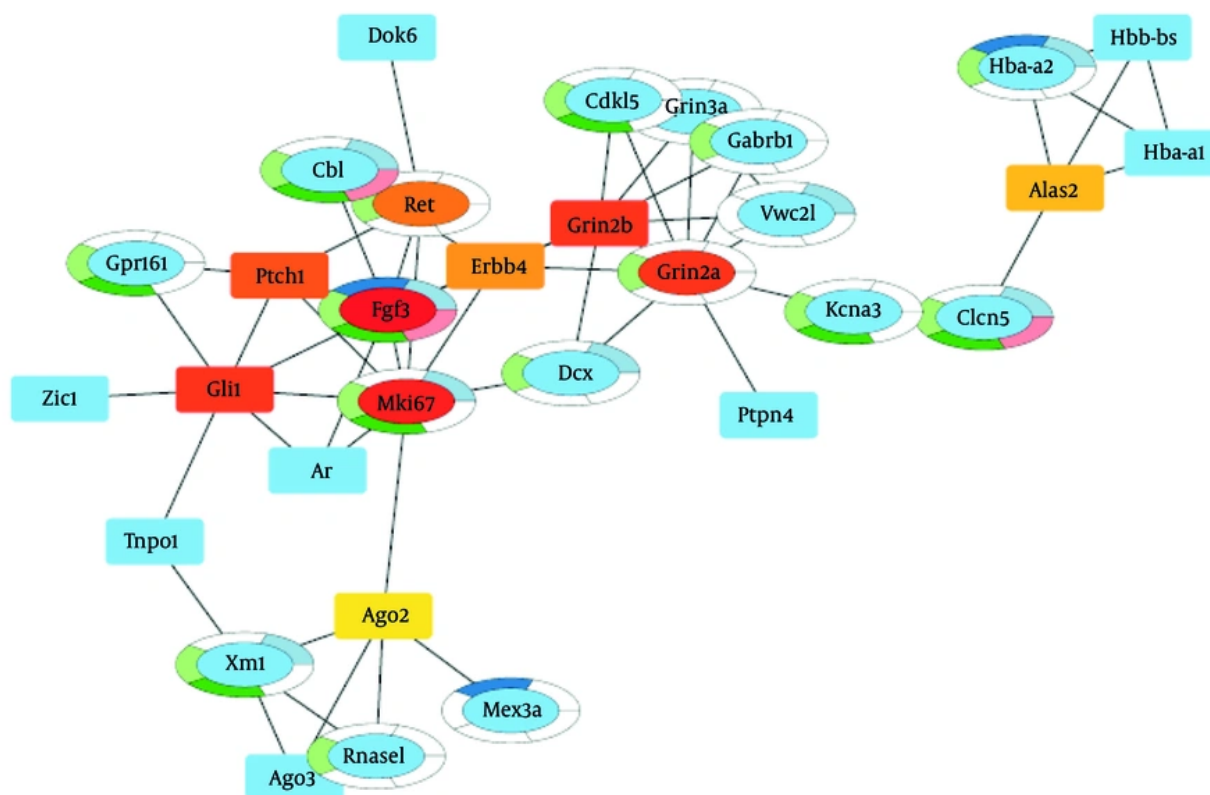 Dok6
Hbb-bs
Hba-a2
Cdkl5
Grin3a
Gabrb1
Hba-a1
Cbl
Alas2
Ret
Vwc2l
Grin2b
Gpr161
Ptch1
Erbb4
Grin2a
Fgf3
Kcna3
Clcn5
Dcx
Zic1
Gli1
Mki67
Ptpn4
Ar
Tnpo1
Ago2
Xm1
Mex3a
Rnasel
Ago3